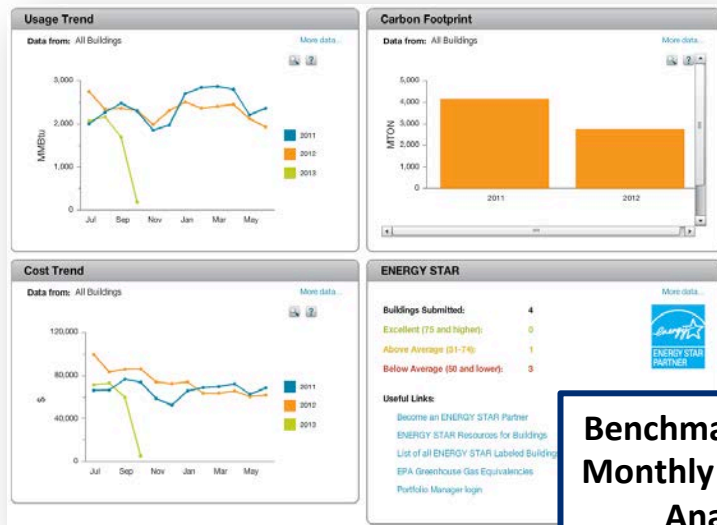 Usage Trend
Data from: All Buildings
More data...
3,000
2,000
1,000
0
MMBtu
Jul Sep Nov Jan Mar May
2011
2012
2013
Carbon Footprint
Data from: All Buildings
More data...
5,000
4,000
3,000
2,000
1,000
0
MTON
2011 2012
Cost Trend
Data from: All Buildings
More data...
120,000
80,000
40,000
0
$
Jul Sep Nov Jan Mar May
2011
2012
2013
ENERGY STAR
More data...
Buildings Submitted: 4
Excellent (75 and higher): 0
Above Average (51-74): 1
Below Average (50 and lower): 3
energy
ENERGY STAR
PARTNER
Useful Links:
Become an ENERGY STAR Partner
ENERGY STAR Resources for Buildings
List of all ENERGY STAR Labeled Buildings
EPA Greenhouse Gas Equivalencies
Portfolio Manager login
Benchma
Monthly
Ana